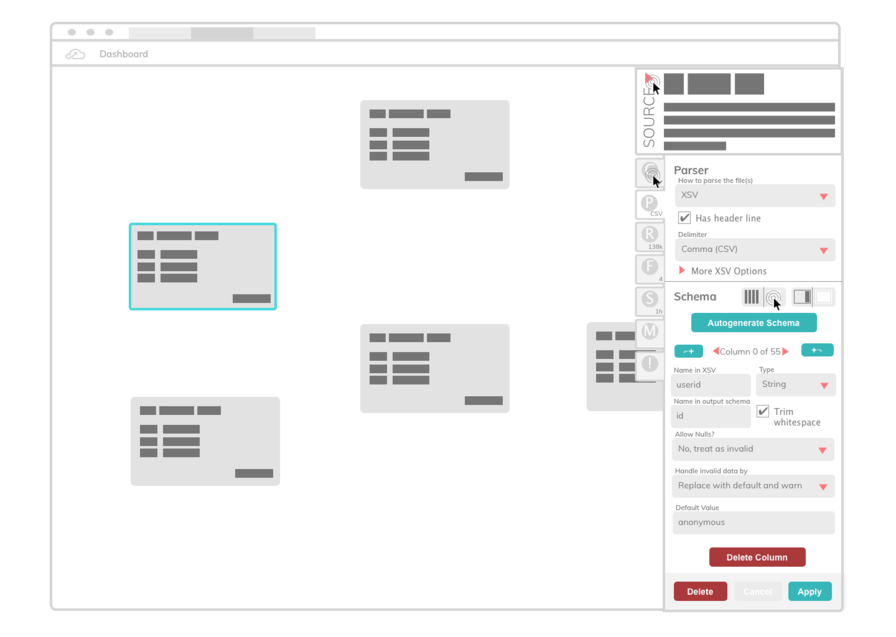 Dashboard
SOURCE
P
CSV
R
138k
F
4
S
1h
M
!
Parser
How to parse the file(s)
XSV
Has header line
Delimiter
Comma (CSV)
More XSV Options
Schema
Autogenerate Schema
Column 0 of 55
Name in XSV
Type
userid
String
Name in output schema
id
Trim
whitespace
Allow Nulls?
No, treat as invalid
Handle invalid data by
Replace with default and warn
Default Value
anonymous
Delete Column
Delete Cancel Apply